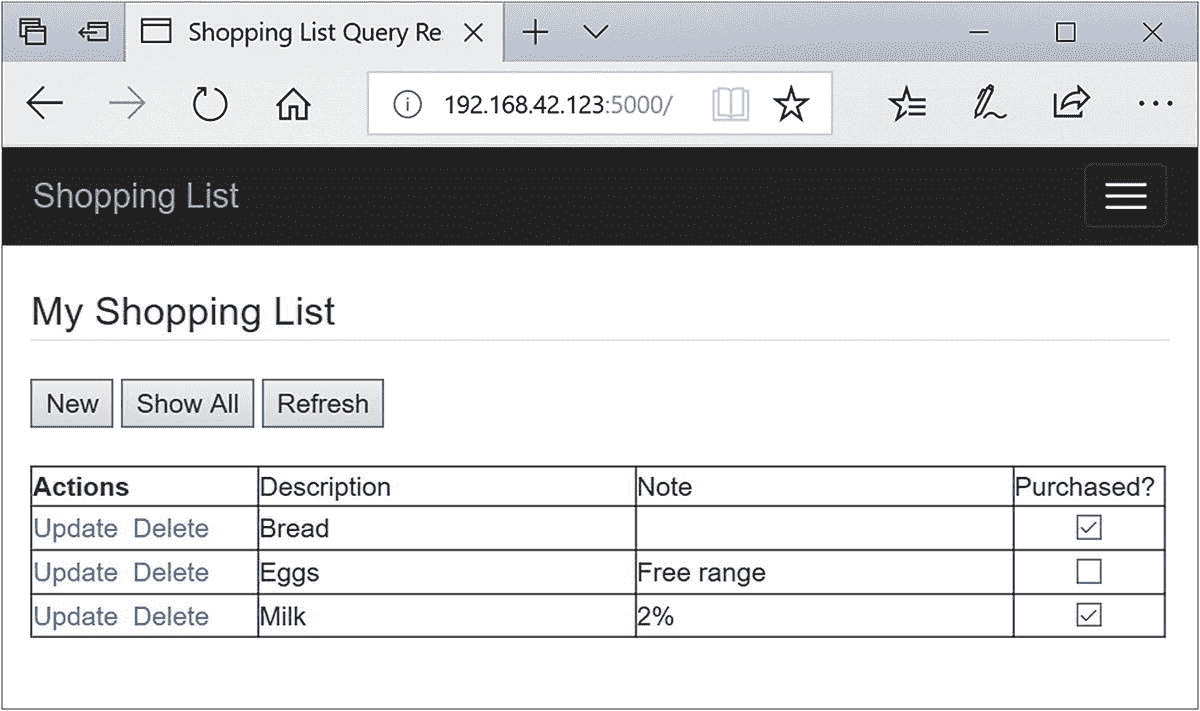 Shopping List Query Re
192.168.42.123:5000/
Shopping List
My Shopping List
New Show All Refresh
Actions Description Note Purchased?
Update Delete Bread
Update Delete Eggs Free range
Update Delete Milk 2%